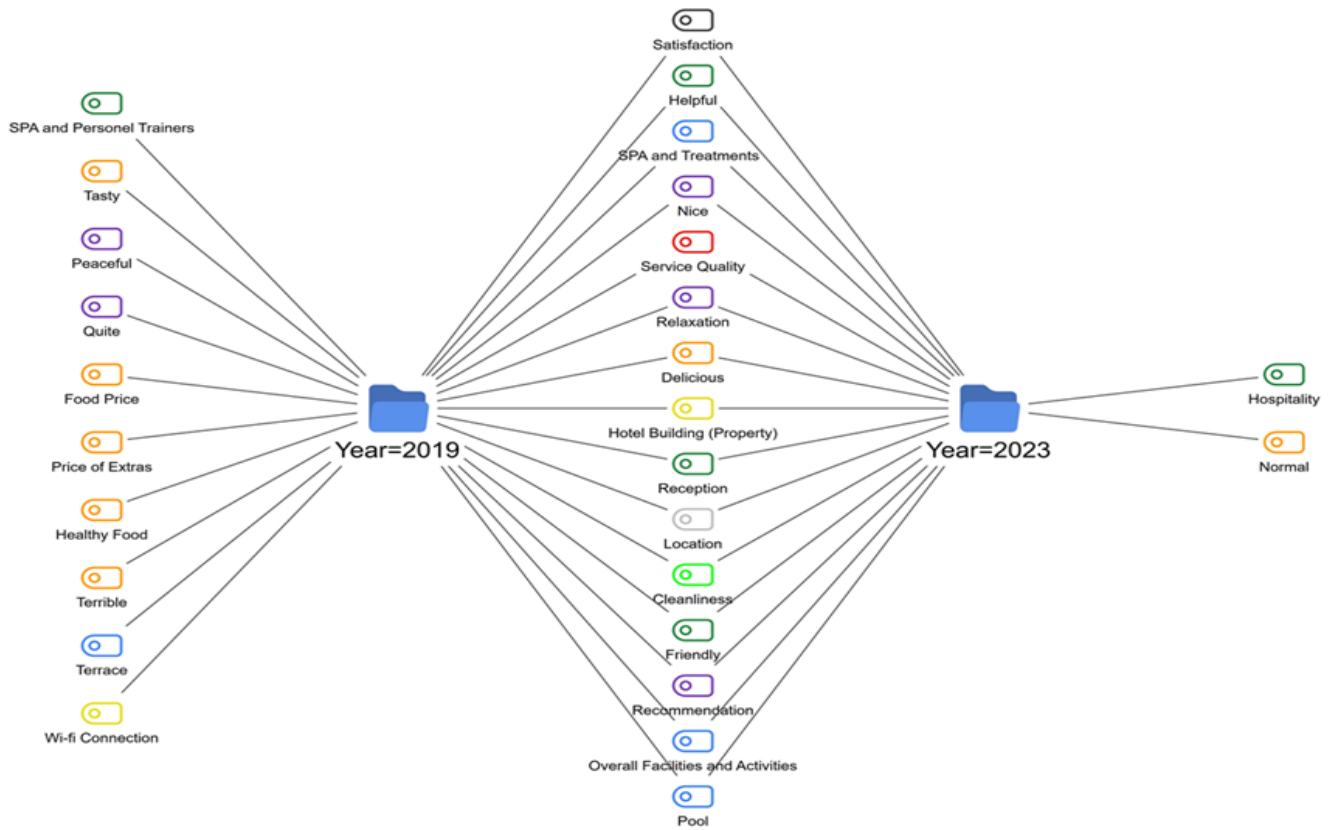 SPA and Personel Trainers
Tasty
Peaceful
Quite
Food Price
Price of Extras
Healthy Food
Terrible
Terrace
Wi-fi Connection
Year=2019
Satisfaction
Helpful
SPA and Treatments
Nice
Service Quality
Relaxation
Delicious
Hotel Building (Property)
Reception
Location
Cleanliness
Friendly
Recommendation
Overall Facilities and Activities
Pool
Year=2023
Hospitality
Normal